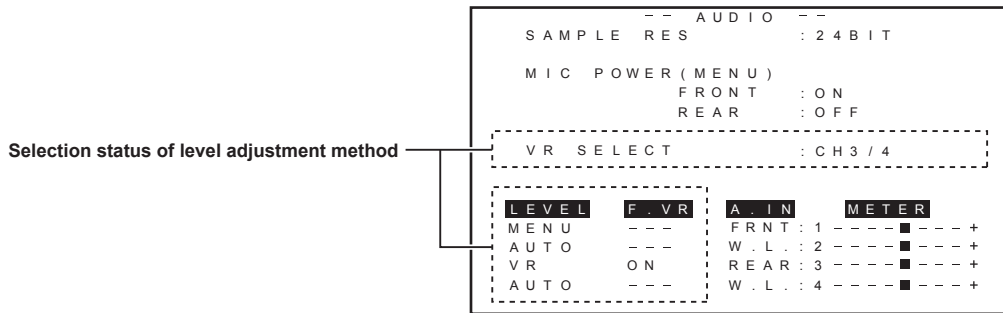 -- AUDIO --
SAMPLE RES :24BIT
MIC POWER(MENU)
FRONT :ON
REAR :OFF
Selection status of level adjustment method
VR SELECT :CH3/4
LEVEL F.VR A.IN METER
MENU --- FRNT:1 ----■---+
AUTO --- W.L.:2 ----■---+
VR ON REAR:3 ----■---+
AUTO --- W.L.:4 ----■---+